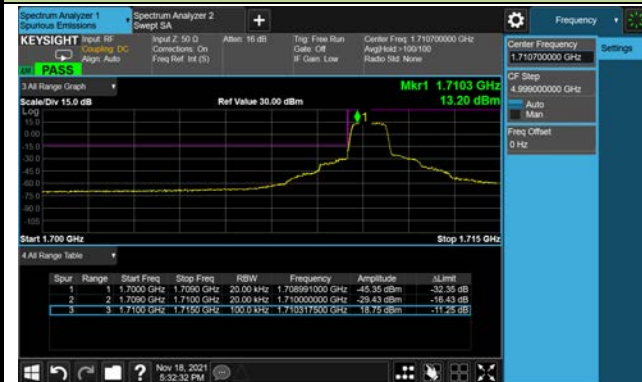 Spectrum Analyzer 1
Spurious Emissions
Spectrum Analyzer 2
Swept SA
+
Frequency
KEYSIGHT
Input: RF
Coupling: DC
Align: Auto
Input Z: 50 Ω
Corrections: On
Freq Ref: Int (S)
Atten: 16 dB
Trig: Free Run
Gate: Off
IF Gain: Low
Center Freq: 1.710700000 GHz
Avg|Hold:>100/100
Radio Std: None
PASS
Center Frequency
1.710700000 GHz
Settings
CF Step
4.999000000 GHz
Auto
Man
Freq Offset
0 Hz
3 All Range Graph
Mkr1 1.7103 GHz
Scale/Div 15.0 dB
Ref Value 30.00 dBm
13.20 dBm
Log
15.0
0.00
-15.0
-30.0
-45.0
-60.0
-75.0
-90.0
-105
1
Start 1.700 GHz
Stop 1.715 GHz
4 All Range Table
Spur Range Start Freq Stop Freq RBW Frequency Amplitude ΔLimit
1 1 1.7000 GHz 1.7090 GHz 20.00 kHz 1.708991000 GHz -45.35 dBm -32.35 dB
2 2 1.7090 GHz 1.7100 GHz 20.00 kHz 1.710000000 GHz -29.43 dBm -16.43 dB
3 3 1.7100 GHz 1.7150 GHz 100.0 kHz 1.710317500 GHz 18.75 dBm -11.25 dB
?
Nov 18, 2021
5:32:32 PM